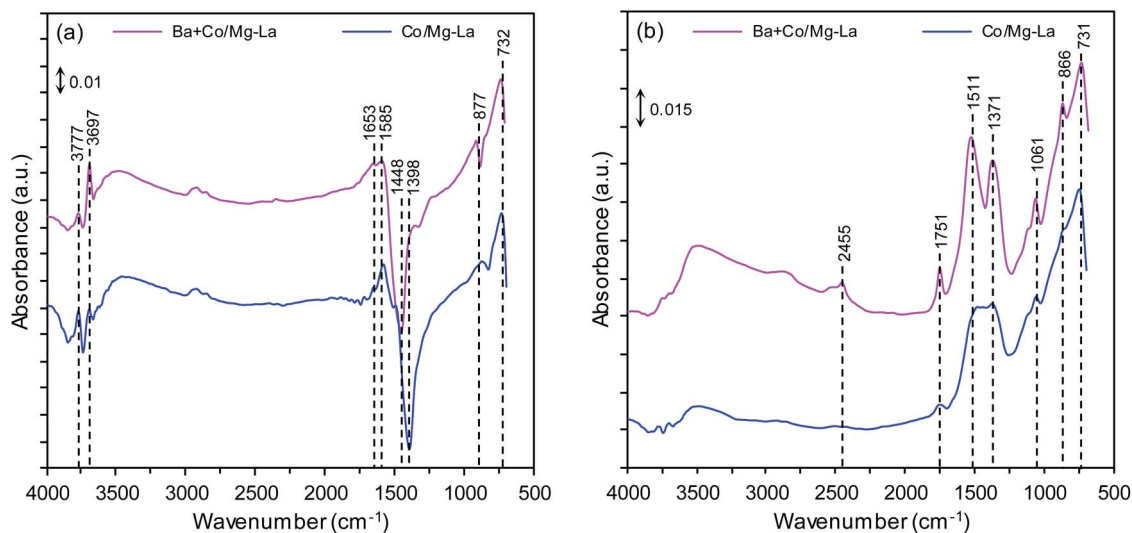 (a)
Ba+Co/Mg-La
Co/Mg-La
0.01
3777
3697
1653
1585
1448
1398
877
732
Absorbance (a.u.)
4000 3500 3000 2500 2000 1500 1000 500
Wavenumber (cm⁻¹)
(b)
Ba+Co/Mg-La
Co/Mg-La
0.015
2455
1751
1511
1371
1061
866
731
Absorbance (a.u.)
4000 3500 3000 2500 2000 1500 1000 500
Wavenumber (cm⁻¹)